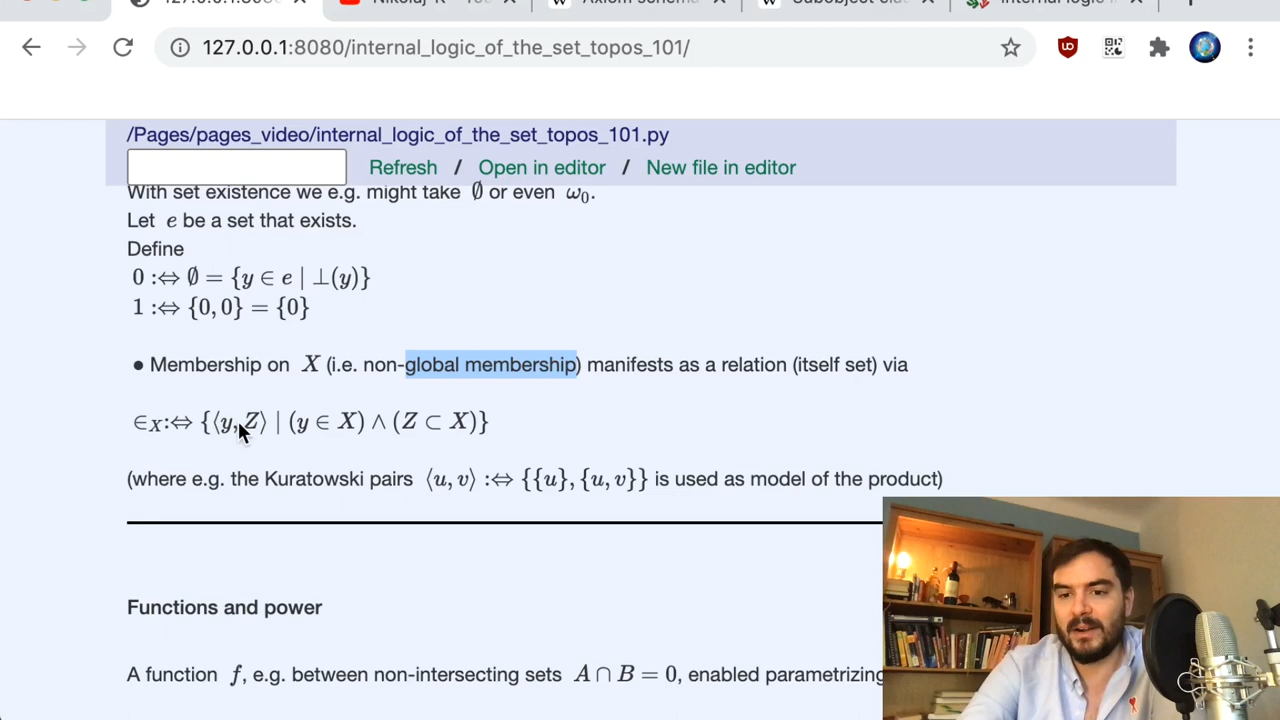 127.0.0.1:8080/internal_logic_of_the_set_topos_101/
/Pages/pages_video/internal_logic_of_the_set_topos_101.py
Refresh / Open in editor / New file in editor
With set existence we e.g. might take ∅ or even ω₀.
Let e be a set that exists.
Define
0 :⇔ ∅ = {y ∈ e | ⊥(y)}
1 :⇔ {0, 0} = {0}
● Membership on X (i.e. non-global membership) manifests as a relation (itself set) via
∈_X:⇔ {⟨y, Z⟩ | (y ∈ X) ∧ (Z ⊂ X)}
(where e.g. the Kuratowski pairs ⟨u, v⟩ :⇔ {{u}, {u, v}} is used as model of the product)
Functions and power
A function f, e.g. between non-intersecting sets A ∩ B = 0, enabled parametrizing